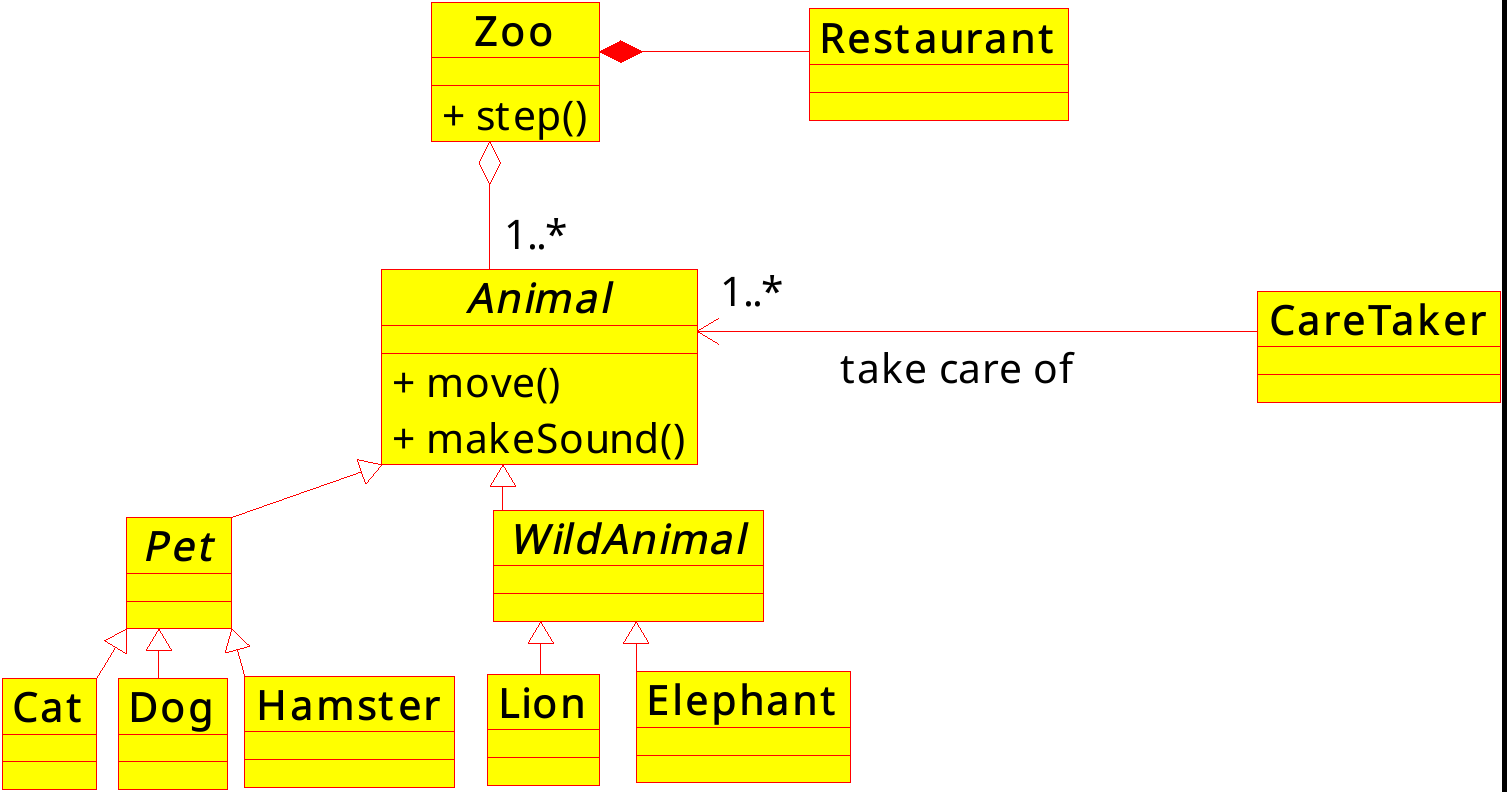 Zoo
+ step()
Restaurant
1..*
Animal
+ move()
+ makeSound()
1..*
take care of
CareTaker
Pet
WildAnimal
Cat
Dog
Hamster
Lion
Elephant